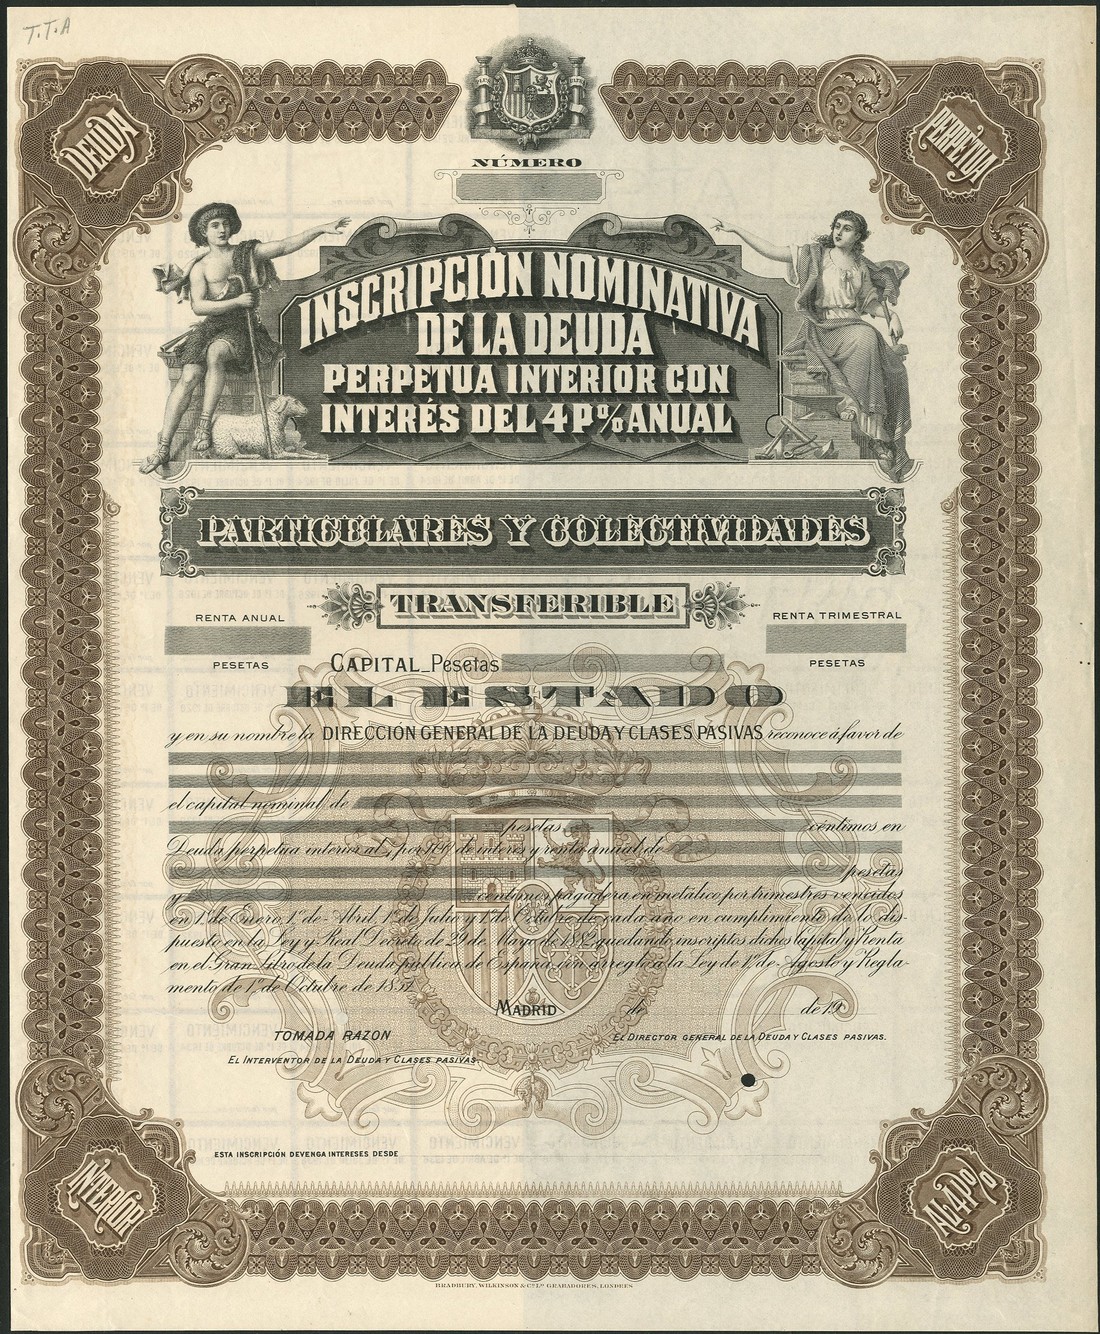 T.T.A
DEUDA
PERPETUA
NÚMERO
INSCRIPCIÓN NOMINATIVA
DE LA DEUDA
PERPETUA INTERIOR CON
INTERÉS DEL 4 P% ANUAL
PARTICULARES Y COLECTIVIDADES
TRANSFERIBLE
RENTA ANUAL
RENTA TRIMESTRAL
PESETAS
CAPITAL Pesetas
PESETAS
EL ESTADO
y en su nombre la DIRECCIÓN GENERAL DE LA DEUDA Y CLASES PASIVAS reconoce á favor de
el capital nominal de
pesetas céntimos en
Deuda perpetua interior al 4 por 100 de interés y renta anual de
pesetas
y céntimos pagadera en metálico por trimestres vencidos
en 1º de Enero, 1º de Abril, 1º de Julio y 1º de Octubre de cada año en cumplimiento de lo dis-
puesto en la Ley y Real Decreto de 29 de Mayo de 1882 quedando inscriptos dicho Capital y Renta
en el Gran Libro de la Deuda pública de España con arreglo á la Ley de 1º de Agosto y Regla-
mento de 1º de Octubre de 1851.
MADRID de de 19
TOMADA RAZON
EL DIRECTOR GENERAL DE LA DEUDA Y CLASES PASIVAS.
EL INTERVENTOR DE LA DEUDA Y CLASES PASIVAS
ESTA INSCRIPCIÓN DEVENGA INTERESES DESDE
INTERIOR
AL 4 P%
BRADBURY, WILKINSON & Cª Lᴅ GRABADORES, LONDRES